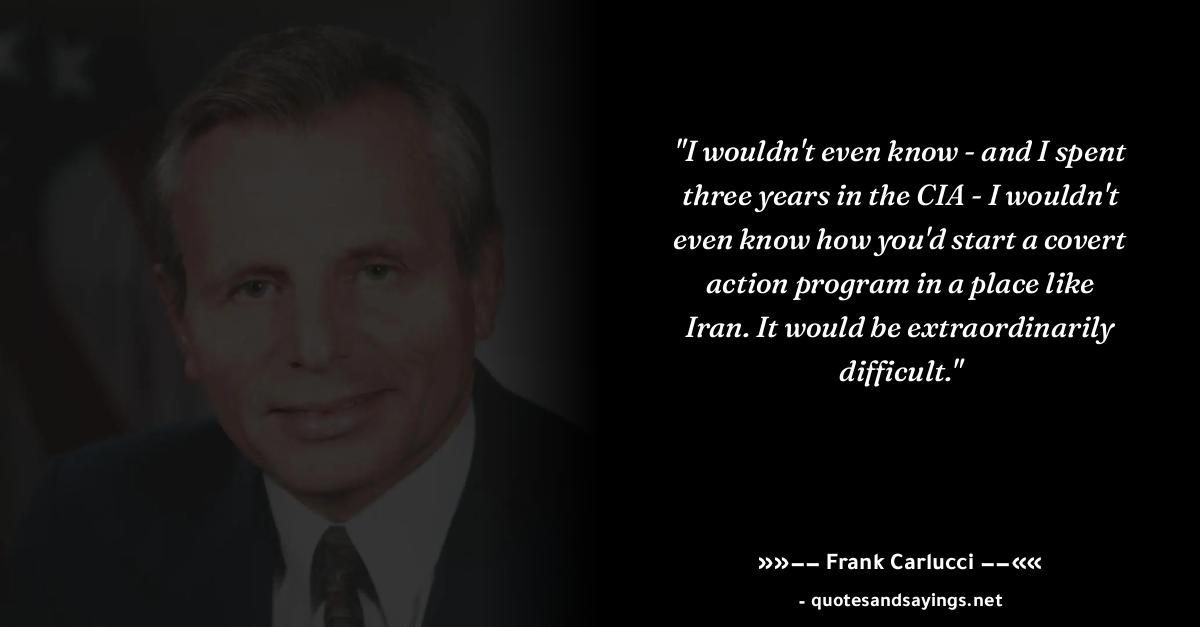 "I wouldn't even know - and I spent
three years in the CIA - I wouldn't
even know how you'd start a covert
action program in a place like
Iran. It would be extraordinarily
difficult."
»»–– Frank Carlucci ––««
- quotesandsayings.net